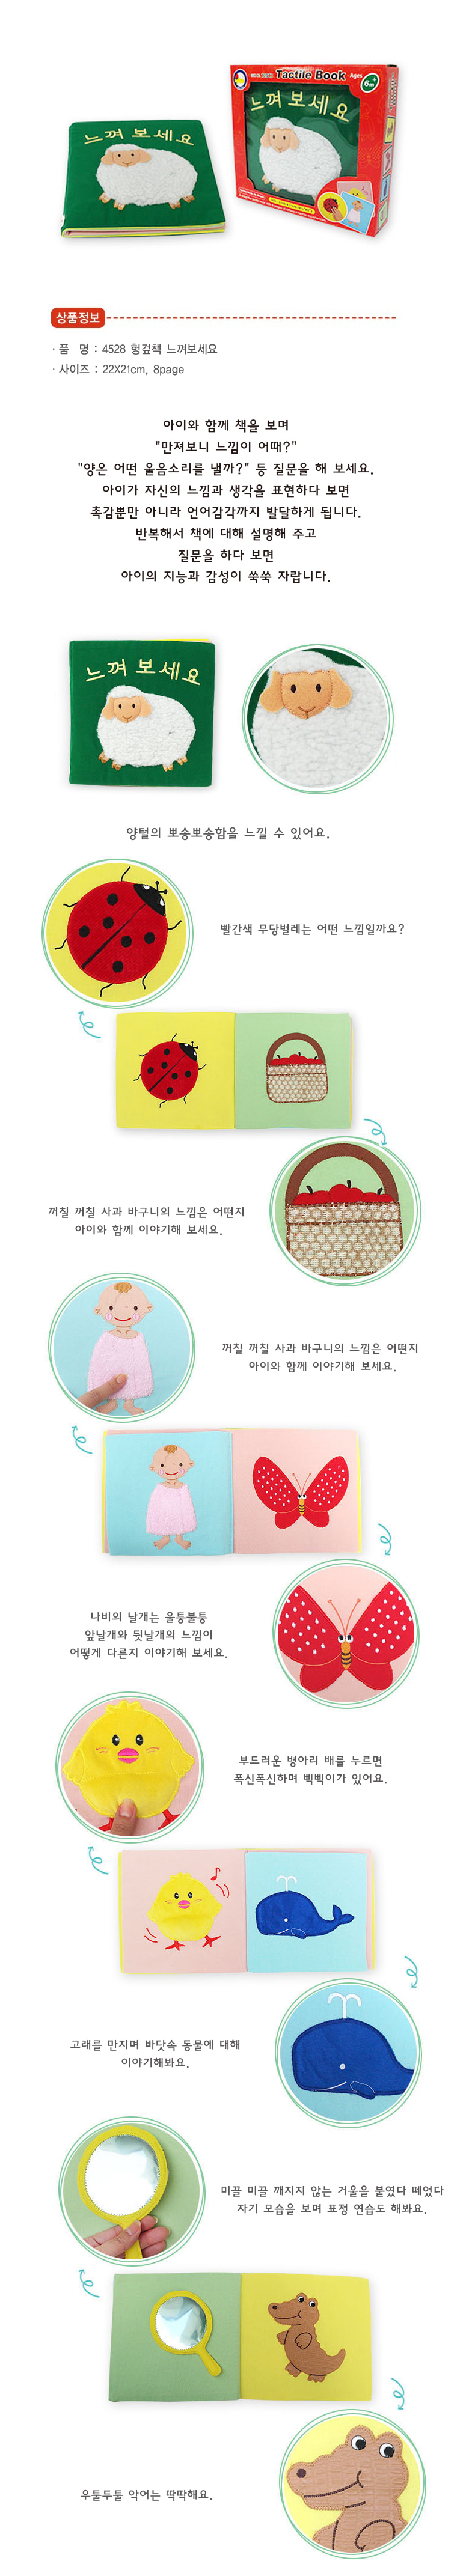 느껴 보세요
Tactile Book
Ages
6m+
느껴 보세요
상품정보
· 품 명 : 4528 헝겊책 느껴보세요
· 사이즈 : 22X21cm, 8page
아이와 함께 책을 보며
"만져보니 느낌이 어때?"
"양은 어떤 울음소리를 낼까?" 등 질문을 해 보세요.
아이가 자신의 느낌과 생각을 표현하다 보면
촉감뿐만 아니라 언어감각까지 발달하게 됩니다.
반복해서 책에 대해 설명해 주고
질문을 하다 보면
아이의 지능과 감성이 쑥쑥 자랍니다.
느껴 보세요
양털의 뽀송뽀송함을 느낄 수 있어요.
빨간색 무당벌레는 어떤 느낌일까요?
꺼칠 꺼칠 사과 바구니의 느낌은 어떤지
아이와 함께 이야기해 보세요.
꺼칠 꺼칠 사과 바구니의 느낌은 어떤지
아이와 함께 이야기해 보세요.
나비의 날개는 울퉁불퉁
앞날개와 뒷날개의 느낌이
어떻게 다른지 이야기해 보세요.
부드러운 병아리 배를 누르면
폭신폭신하며 삑삑이가 있어요.
고래를 만지며 바닷속 동물에 대해
이야기해봐요.
미끌 미끌 깨지지 않는 거울을 붙였다 떼었다
자기 모습을 보며 표정 연습도 해봐요.
우툴두툴 악어는 딱딱해요.